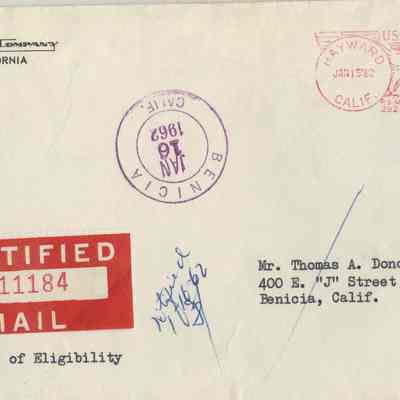 Company
ORNIA
US
HAYWARD
JAN 15 '62
CALIF.
CALIF.
BENICIA
JAN
16
1962
TIFIED
11184
MAIL
Mr. Thomas A. Dono
400 E. "J" Street
Benicia, Calif.
of Eligibility